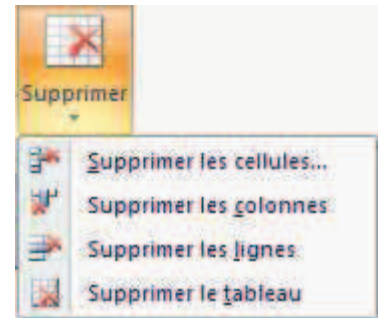 Supprimer
Supprimer les cellules...
Supprimer les colonnes
Supprimer les lignes
Supprimer le tableau